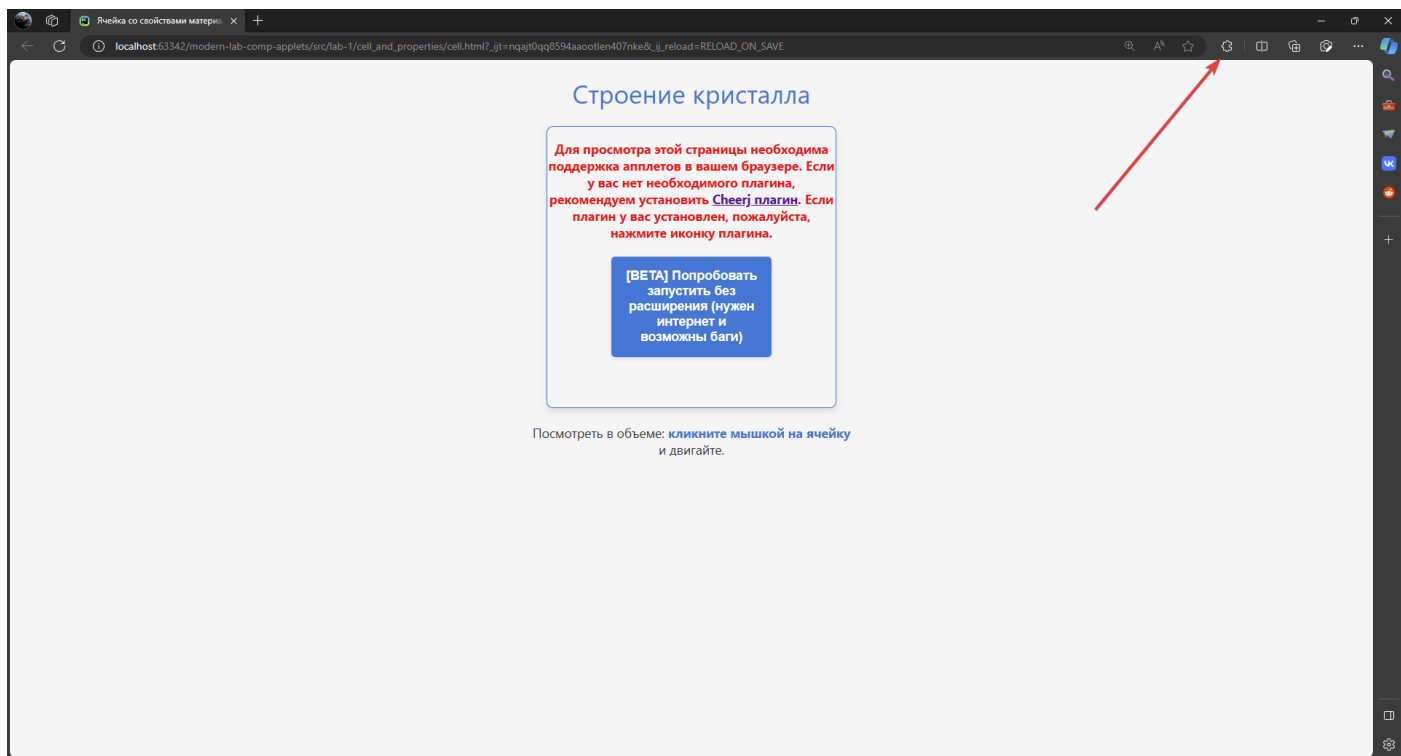 Ячейка со свойствами материа
localhost:63342/modern-lab-comp-applets/src/lab-1/cell_and_properties/cell.html?_ijt=nqajt0qq8594aaootlen407nke&_ij_reload=RELOAD_ON_SAVE
Строение кристалла
Для просмотра этой страницы необходима
поддержка апплетов в вашем браузере. Если
у вас нет необходимого плагина,
рекомендуем установить Cheerj плагин. Если
плагин у вас установлен, пожалуйста,
нажмите иконку плагина.
[BETA] Попробовать
запустить без
расширения (нужен
интернет и
возможны баги)
Посмотреть в объеме: кликните мышкой на ячейку
и двигайте.